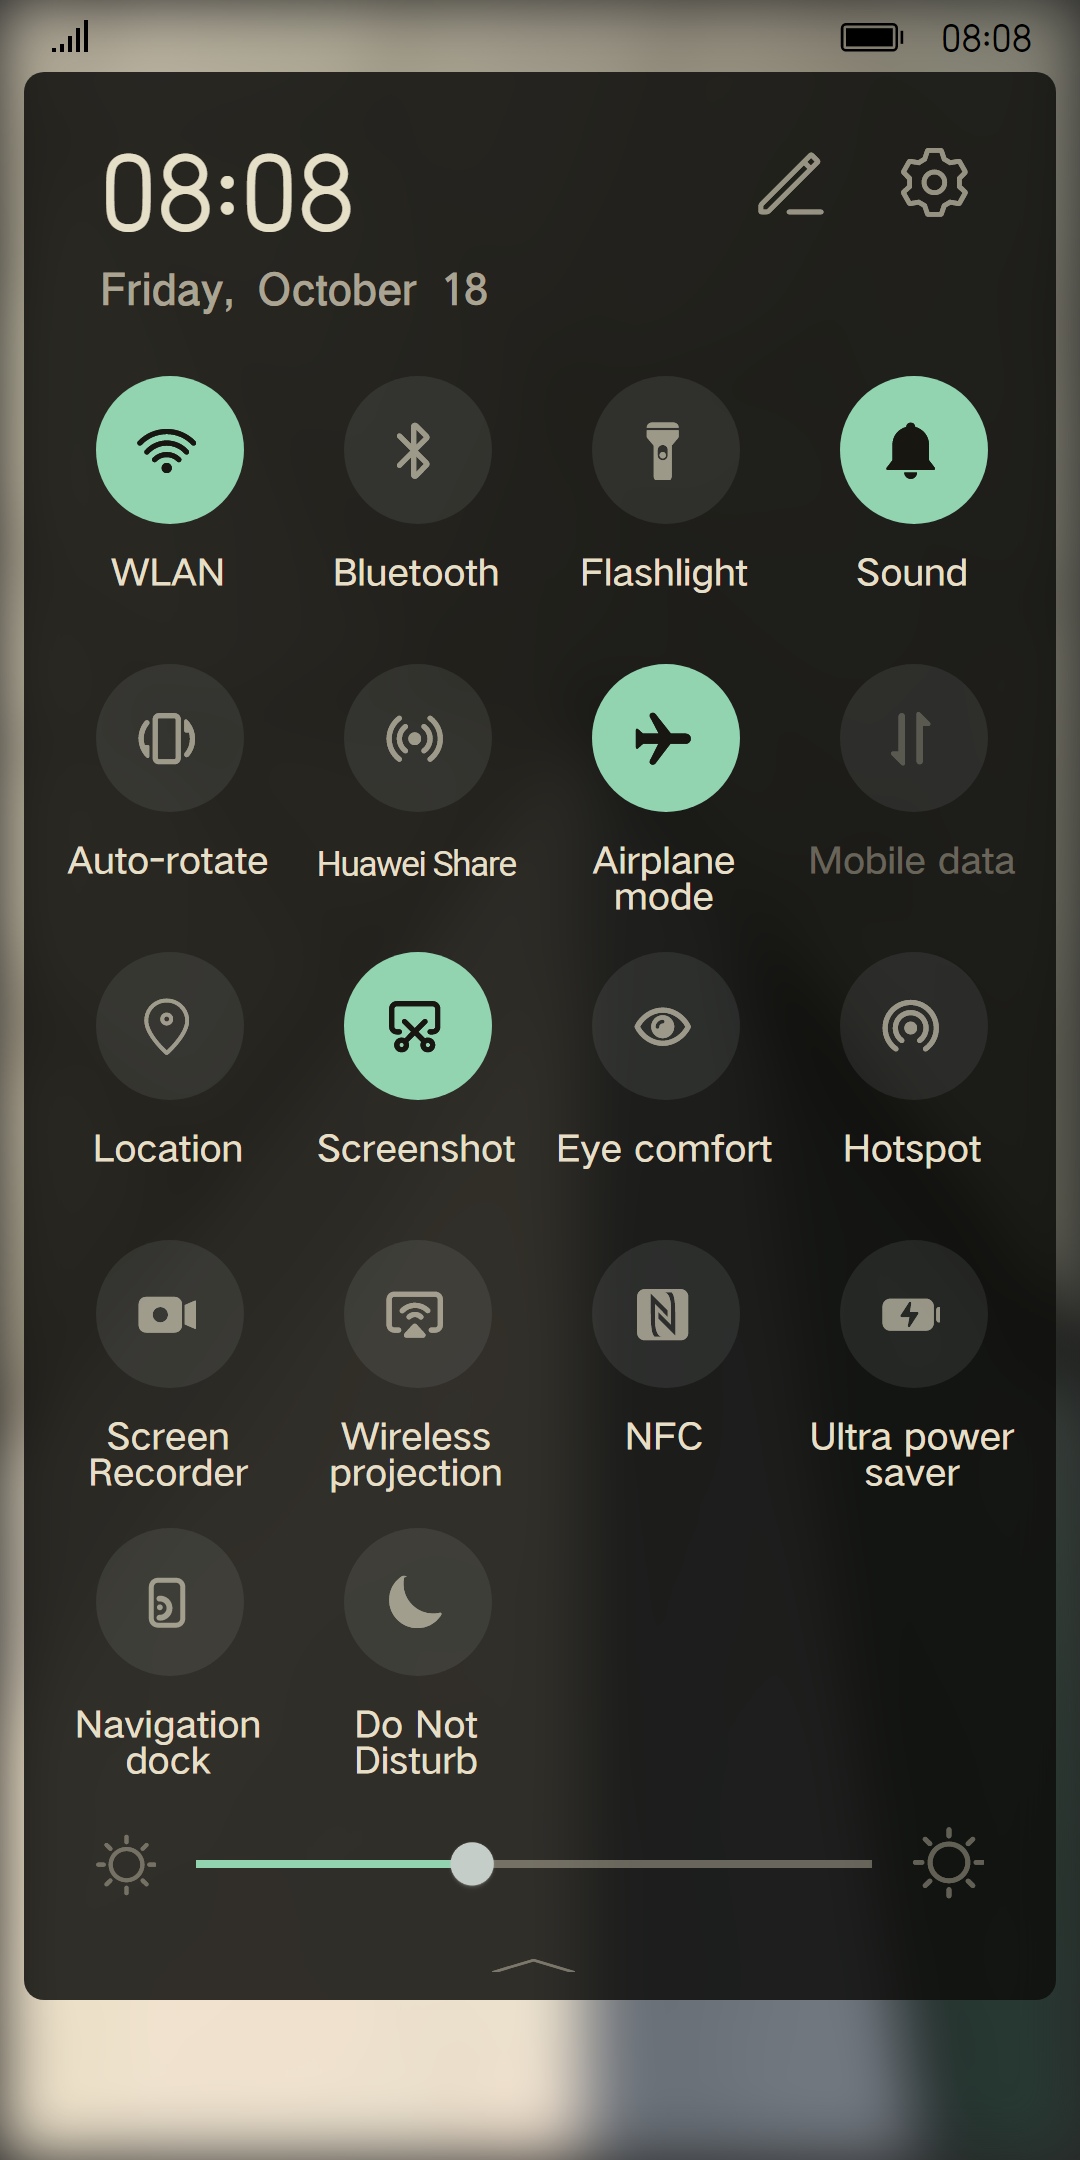 08:08
08:08
Friday, October 18
WLAN Bluetooth Flashlight Sound
Auto-rotate Huawei Share Airplane mode Mobile data
Location Screenshot Eye comfort Hotspot
Screen Recorder Wireless projection NFC Ultra power saver
Navigation dock Do Not Disturb